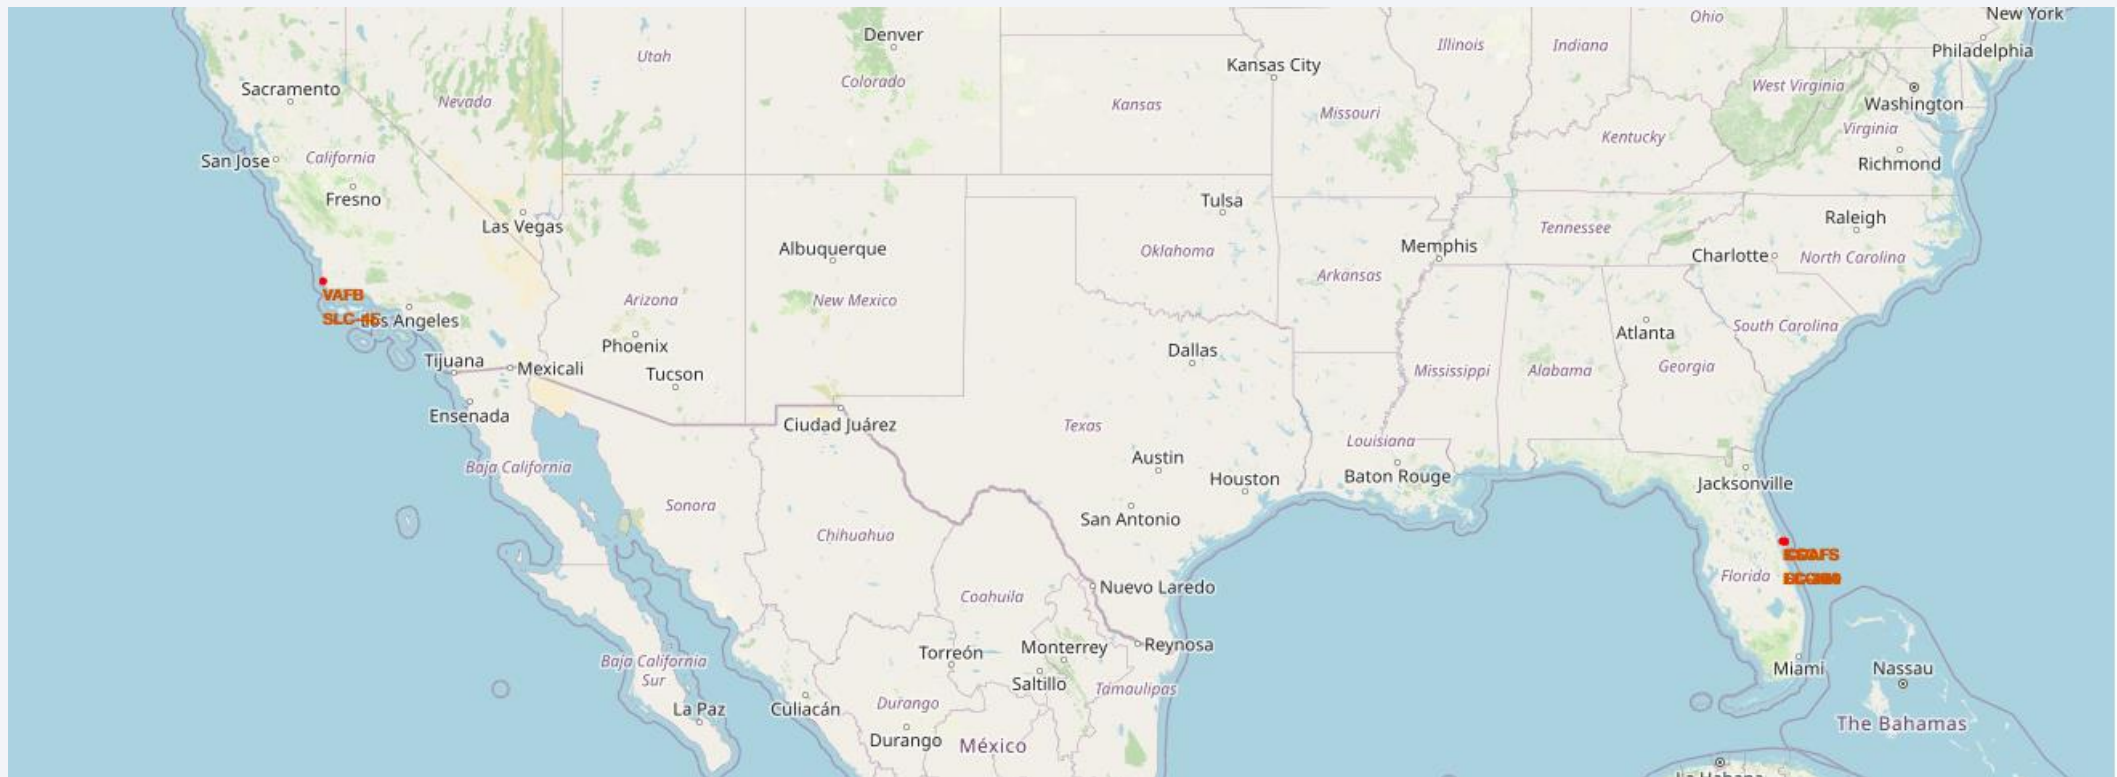 New York
Ohio
Denver
Philadelphia
Illinois
Indiana
Utah
Kansas City
Colorado
West Virginia
Sacramento
Nevada
Kansas
Washington
Missouri
Virginia
Kentucky
San Jose
California
Richmond
Fresno
Tulsa
Las Vegas
Raleigh
Tennessee
Albuquerque
Memphis
Oklahoma
Charlotte
North Carolina
Arkansas
VAFB
Arizona
New Mexico
Los Angeles
South Carolina
Atlanta
Phoenix
Dallas
Tijuana
Mexicali
Georgia
Tucson
Mississippi
Alabama
Ensenada
Ciudad Juárez
Texas
Louisiana
Austin
Baja California
Baton Rouge
Houston
Jacksonville
Sonora
San Antonio
Chihuahua
Florida
Nuevo Laredo
Coahuila
Reynosa
Monterrey
Torreón
Baja California
Sur
Miami
Nassau
Saltillo
Tamaulipas
Durango
La Paz
Culiacán
The Bahamas
Durango
México